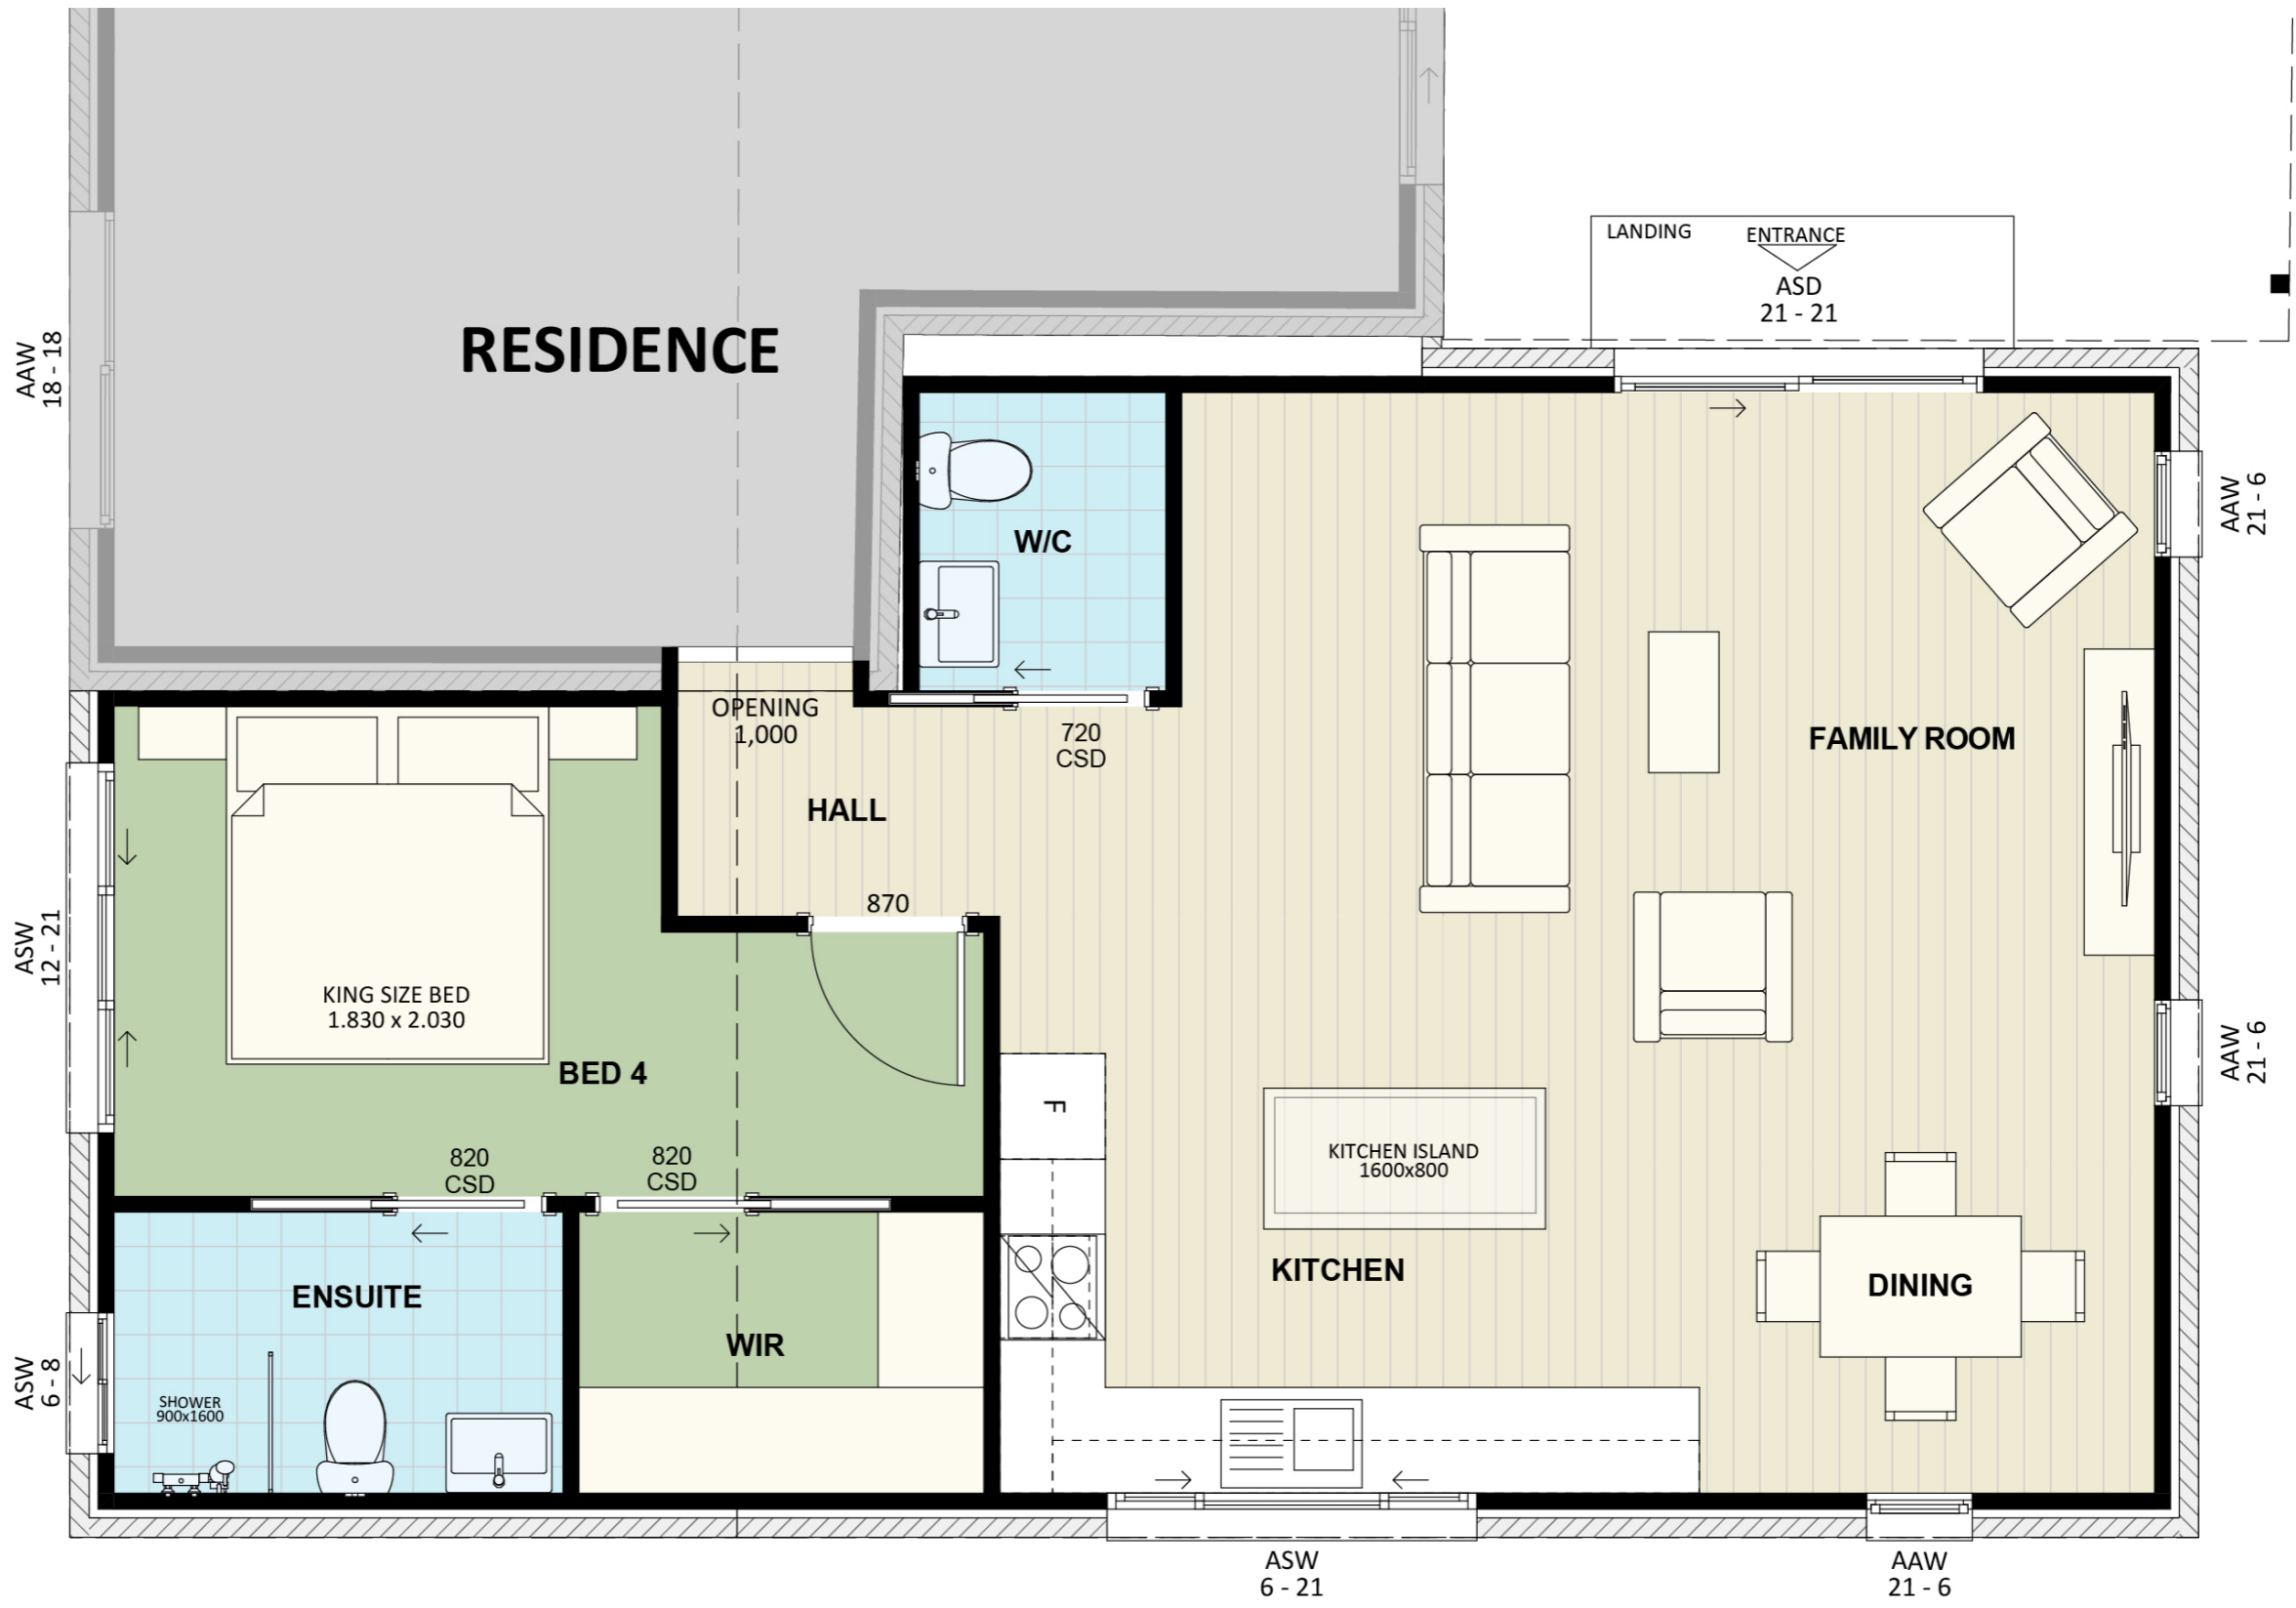 LANDING
ENTRANCE
ASD
21 - 21
RESIDENCE
AAW
18 - 18
AAW
21 - 6
W/C
OPENING
1,000
720
CSD
FAMILY ROOM
HALL
870
ASW
12 - 21
KING SIZE BED
1.830 x 2.030
BED 4
AAW
21 - 6
F
820
CSD
820
CSD
KITCHEN ISLAND
1600x800
KITCHEN
DINING
ENSUITE
WIR
ASW
6 - 8
SHOWER
900x1600
ASW
6 - 21
AAW
21 - 6